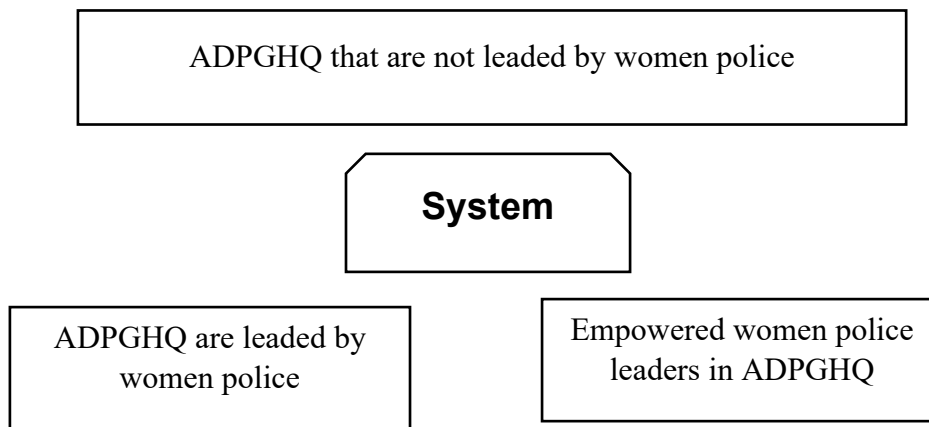 ADPGHQ that are not leaded by women police
System
ADPGHQ are leaded by
women police
Empowered women police
leaders in ADPGHQ